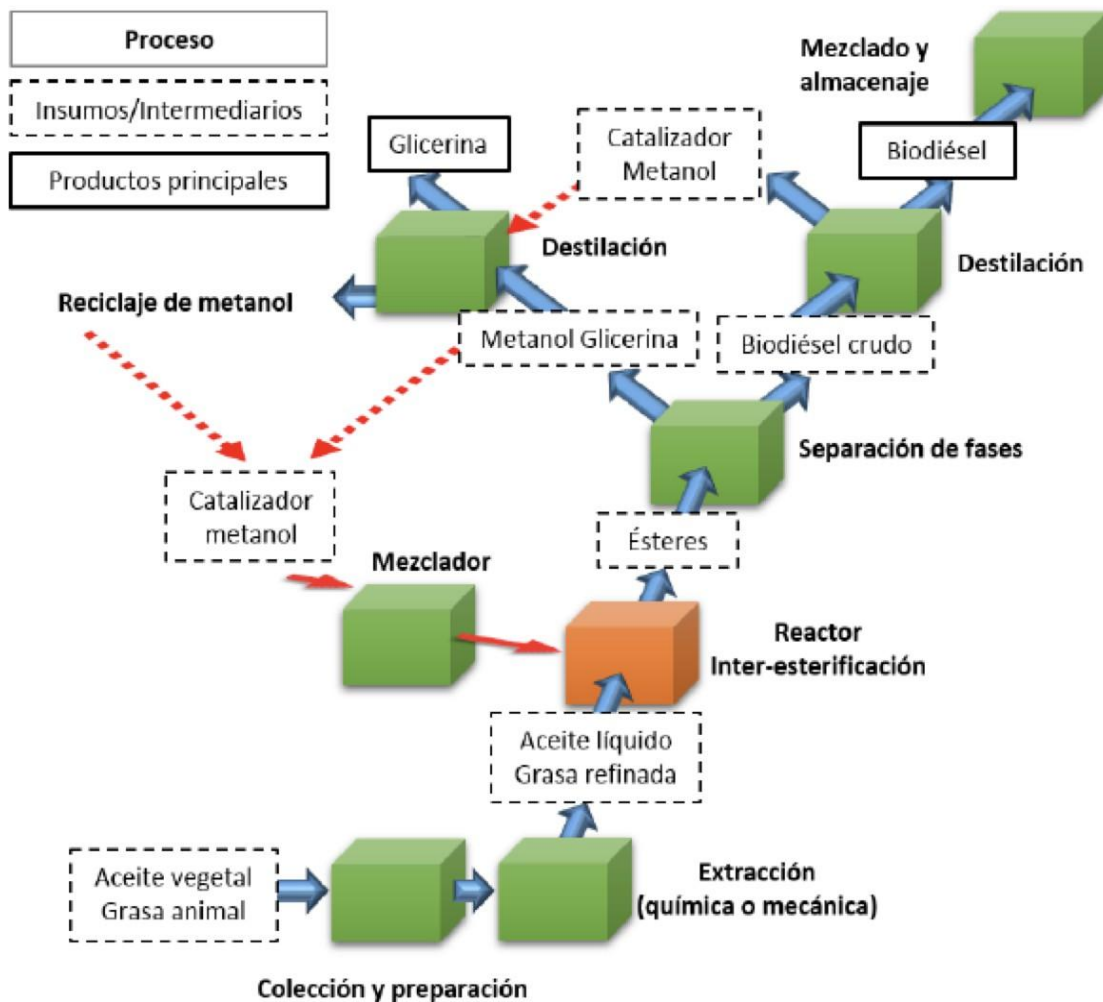 Proceso
Insumos/Intermediarios
Productos principales
Mezclado y
almacenaje
Glicerina
Catalizador
Metanol
Biodiésel
Destilación
Destilación
Reciclaje de metanol
Metanol Glicerina
Biodiésel crudo
Separación de fases
Catalizador
metanol
Ésteres
Mezclador
Reactor
Inter-esterificación
Aceite líquido
Grasa refinada
Aceite vegetal
Grasa animal
Extracción
(química o mecánica)
Colección y preparación